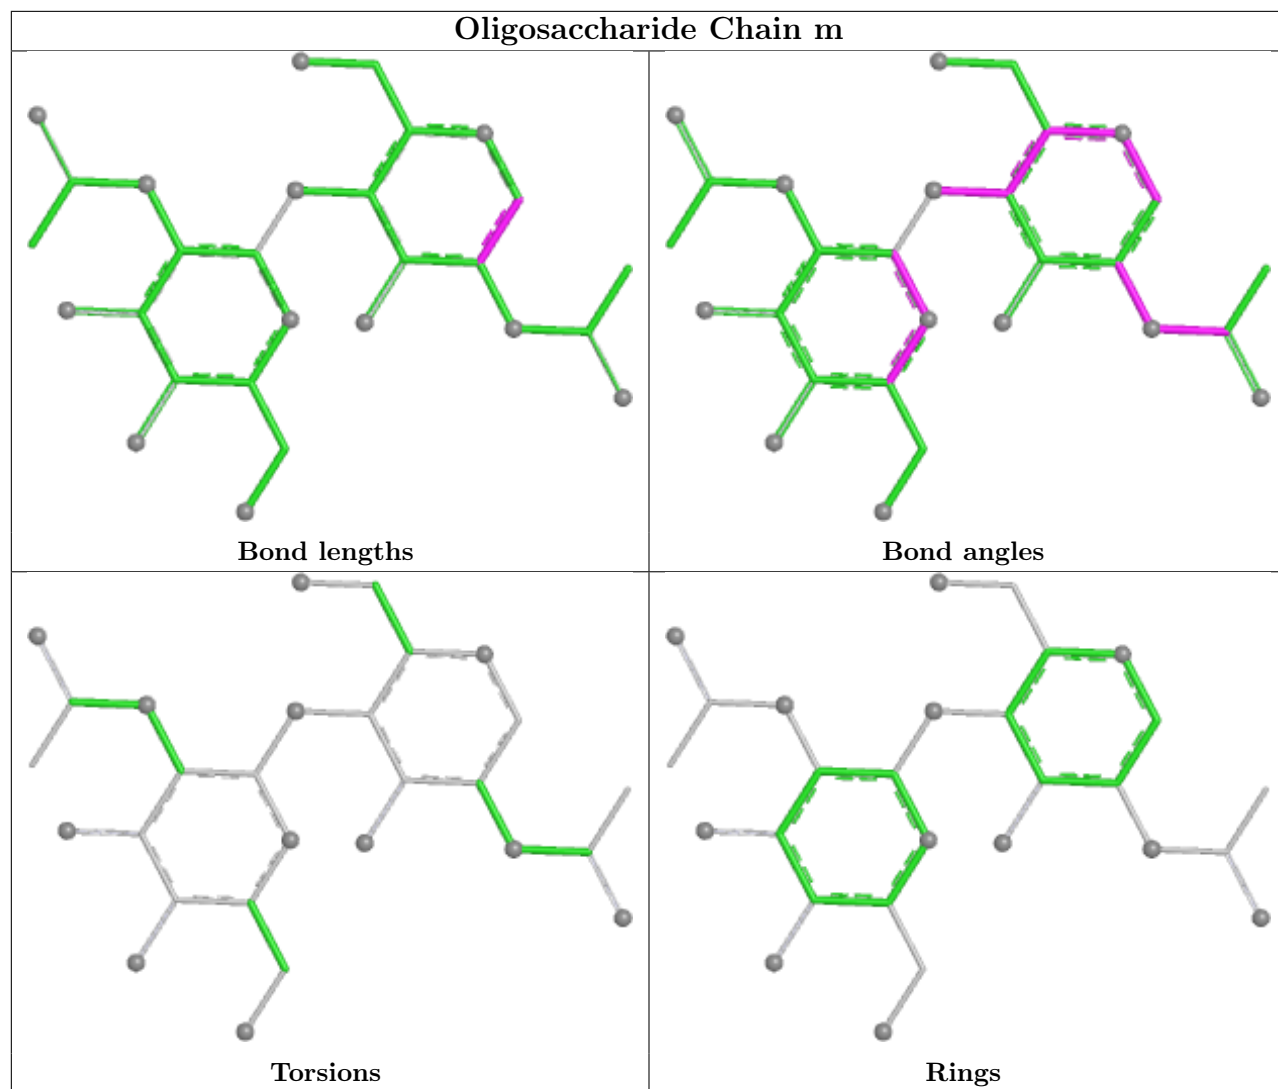 Oligosaccharide Chain m
Bond lengths
Bond angles
Torsions
Rings